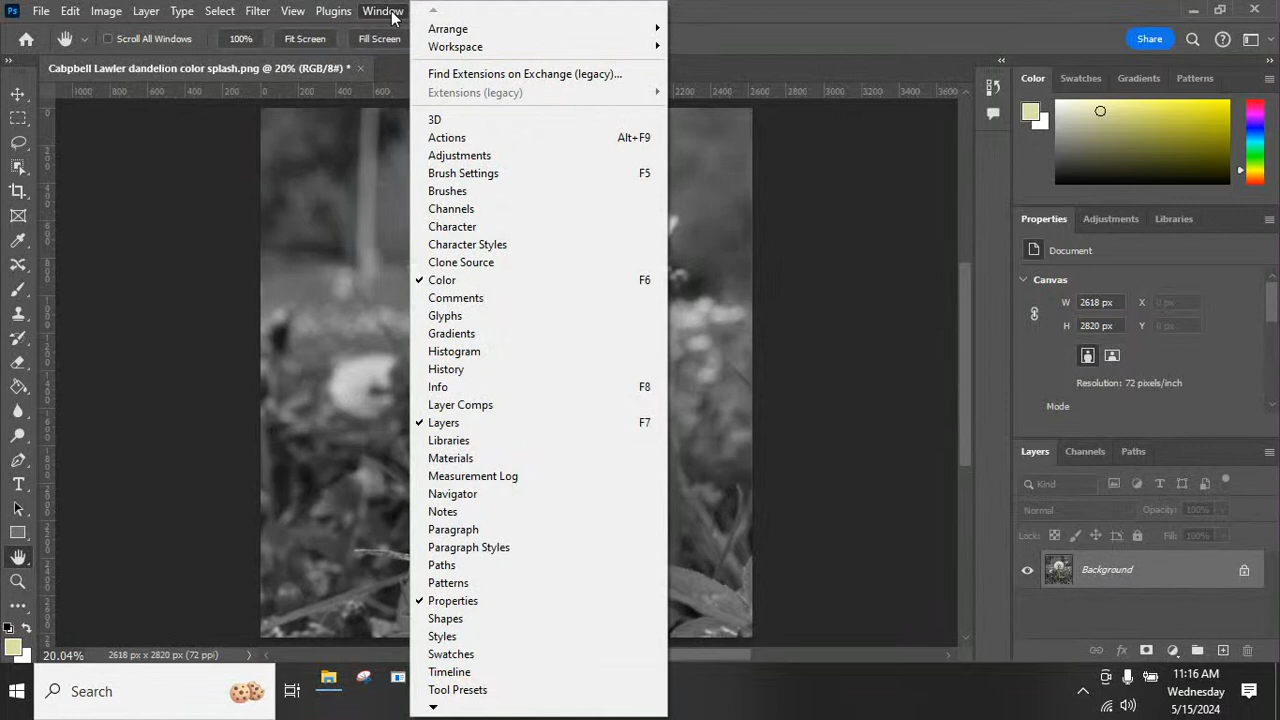 Ps File Edit Image Layer Type Select Filter View Plugins Window
Scroll All Windows 100% Fit Screen Fill Screen Share
Cabpbell Lawler dandelion color splash.png @ 20% (RGB/8#) * ×
1000 800 600 400 200 0 200 400 600 2200 2400 2600 2800 3000 3200 3400 3600
Arrange
Workspace
Find Extensions on Exchange (legacy)...
Extensions (legacy)
3D
Actions Alt+F9
Adjustments
Brush Settings F5
Brushes
Channels
Character
Character Styles
Clone Source
Color F6
Comments
Glyphs
Gradients
Histogram
History
Info F8
Layer Comps
Layers F7
Libraries
Materials
Measurement Log
Navigator
Notes
Paragraph
Paragraph Styles
Paths
Patterns
Properties
Shapes
Styles
Swatches
Timeline
Tool Presets
Color Swatches Gradients Patterns
Properties Adjustments Libraries
Document
Canvas
W 2618 px X 0 px
H 2820 px Y 0 px
Resolution: 72 pixels/inch
Mode
Layers Channels Paths
Kind
Normal Opacity: 100%
Lock: Fill: 100%
Background
20.04% 2618 px x 2820 px (72 ppi)
Search
11:16 AM
Wednesday
5/15/2024